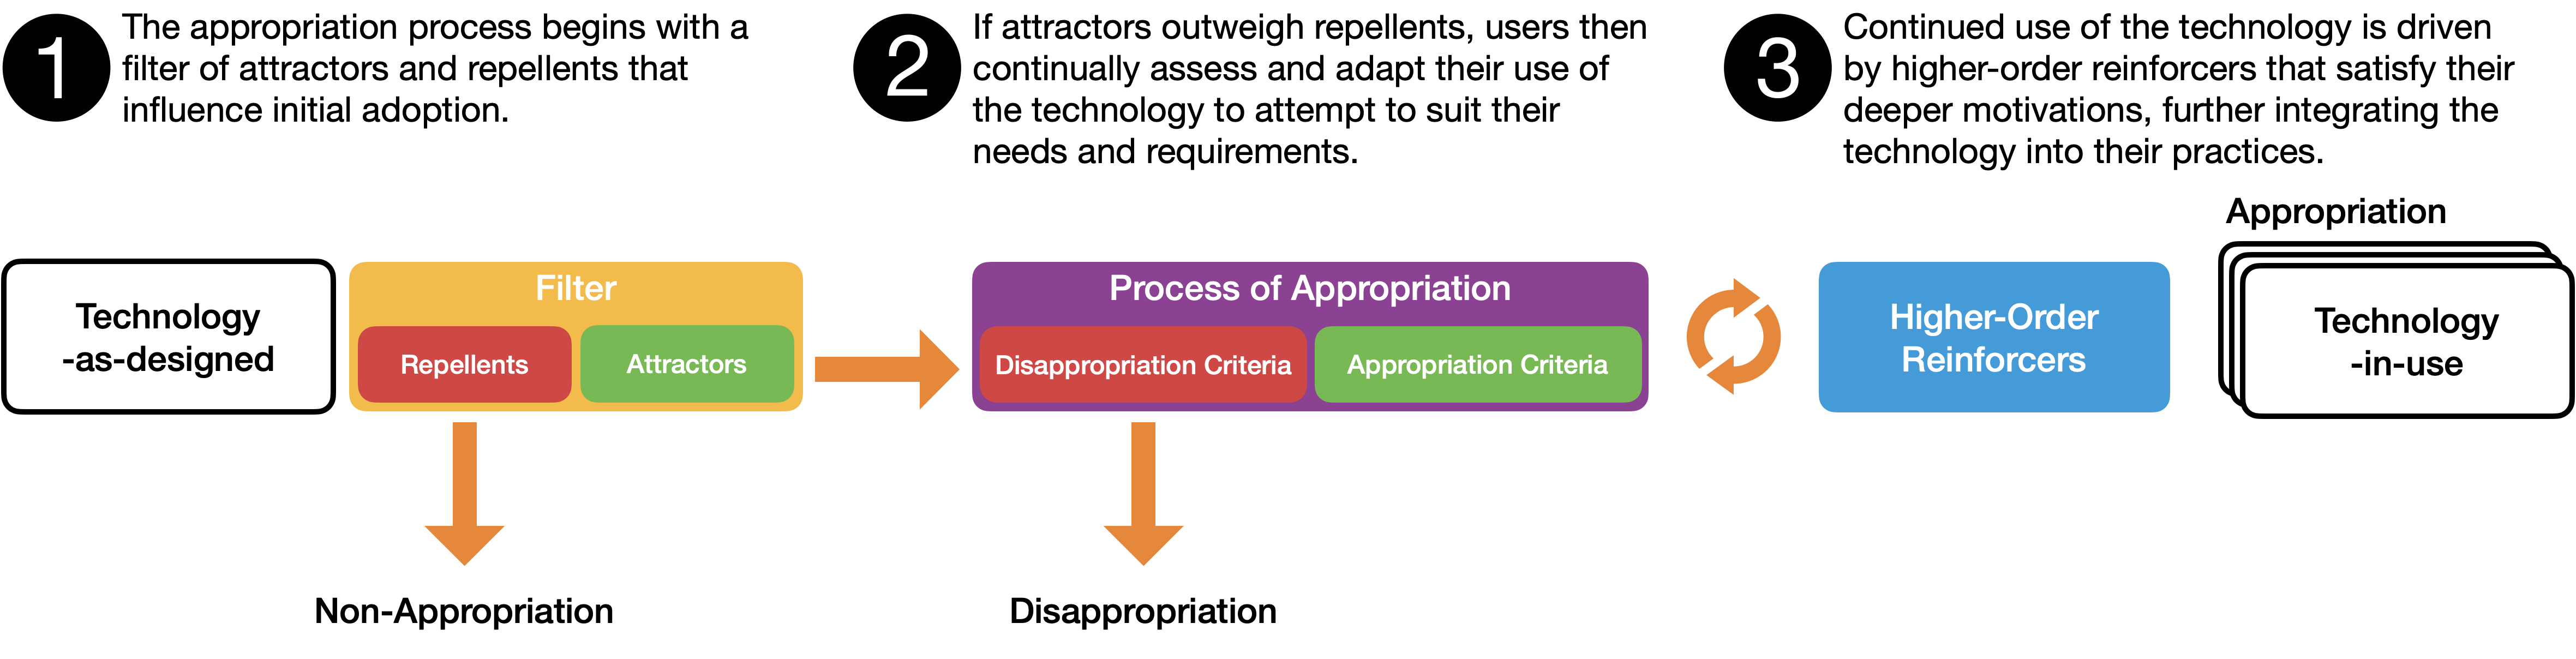 1
The appropriation process begins with a
filter of attractors and repellents that
influence initial adoption.
2
If attractors outweigh repellents, users then
continually assess and adapt their use of
the technology to attempt to suit their
needs and requirements.
3
Continued use of the technology is driven
by higher-order reinforcers that satisfy their
deeper motivations, further integrating the
technology into their practices.
Technology
-as-designed
Filter
Repellents
Attractors
Non-Appropriation
Process of Appropriation
Disappropriation Criteria
Appropriation Criteria
Disappropriation
Higher-Order
Reinforcers
Appropriation
Technology
-in-use